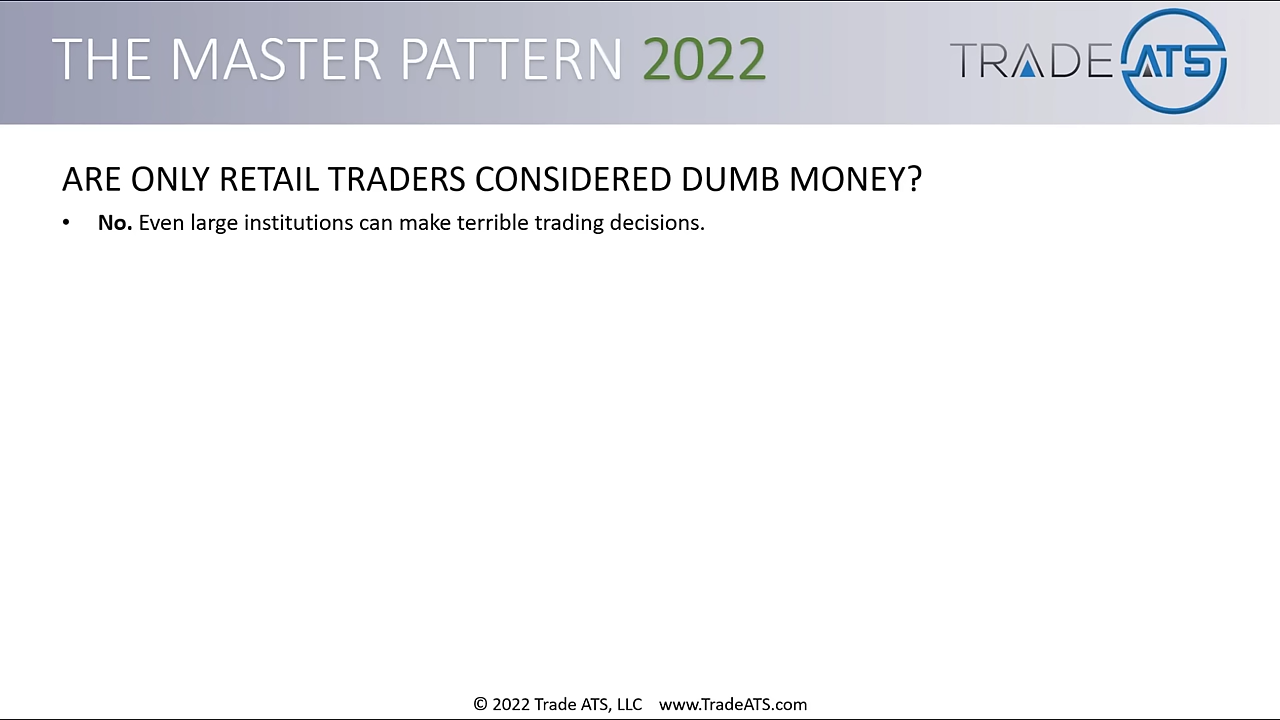 THE MASTER PATTERN 2022
TRADE ATS
ARE ONLY RETAIL TRADERS CONSIDERED DUMB MONEY?
• No. Even large institutions can make terrible trading decisions.
© 2022 Trade ATS, LLC www.TradeATS.com